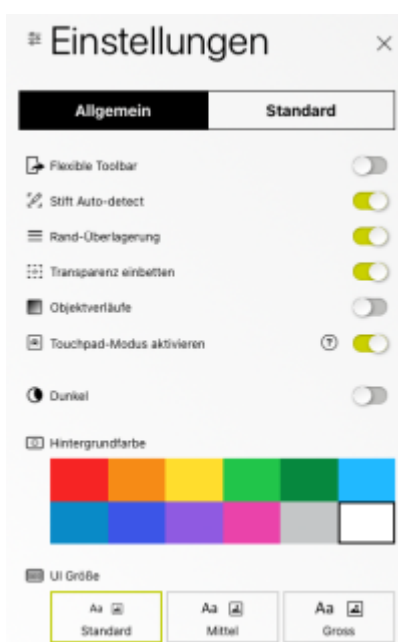 Einstellungen
Allgemein Standard
Flexible Toolbar
Stift Auto-detect
Rand-Überlagerung
Transparenz einbetten
Objektverläufe
Touchpad-Modus aktivieren ?
Dunkel
Hintergrundfarbe
UI Größe
Aa Aa Aa
Standard Mittel Gross